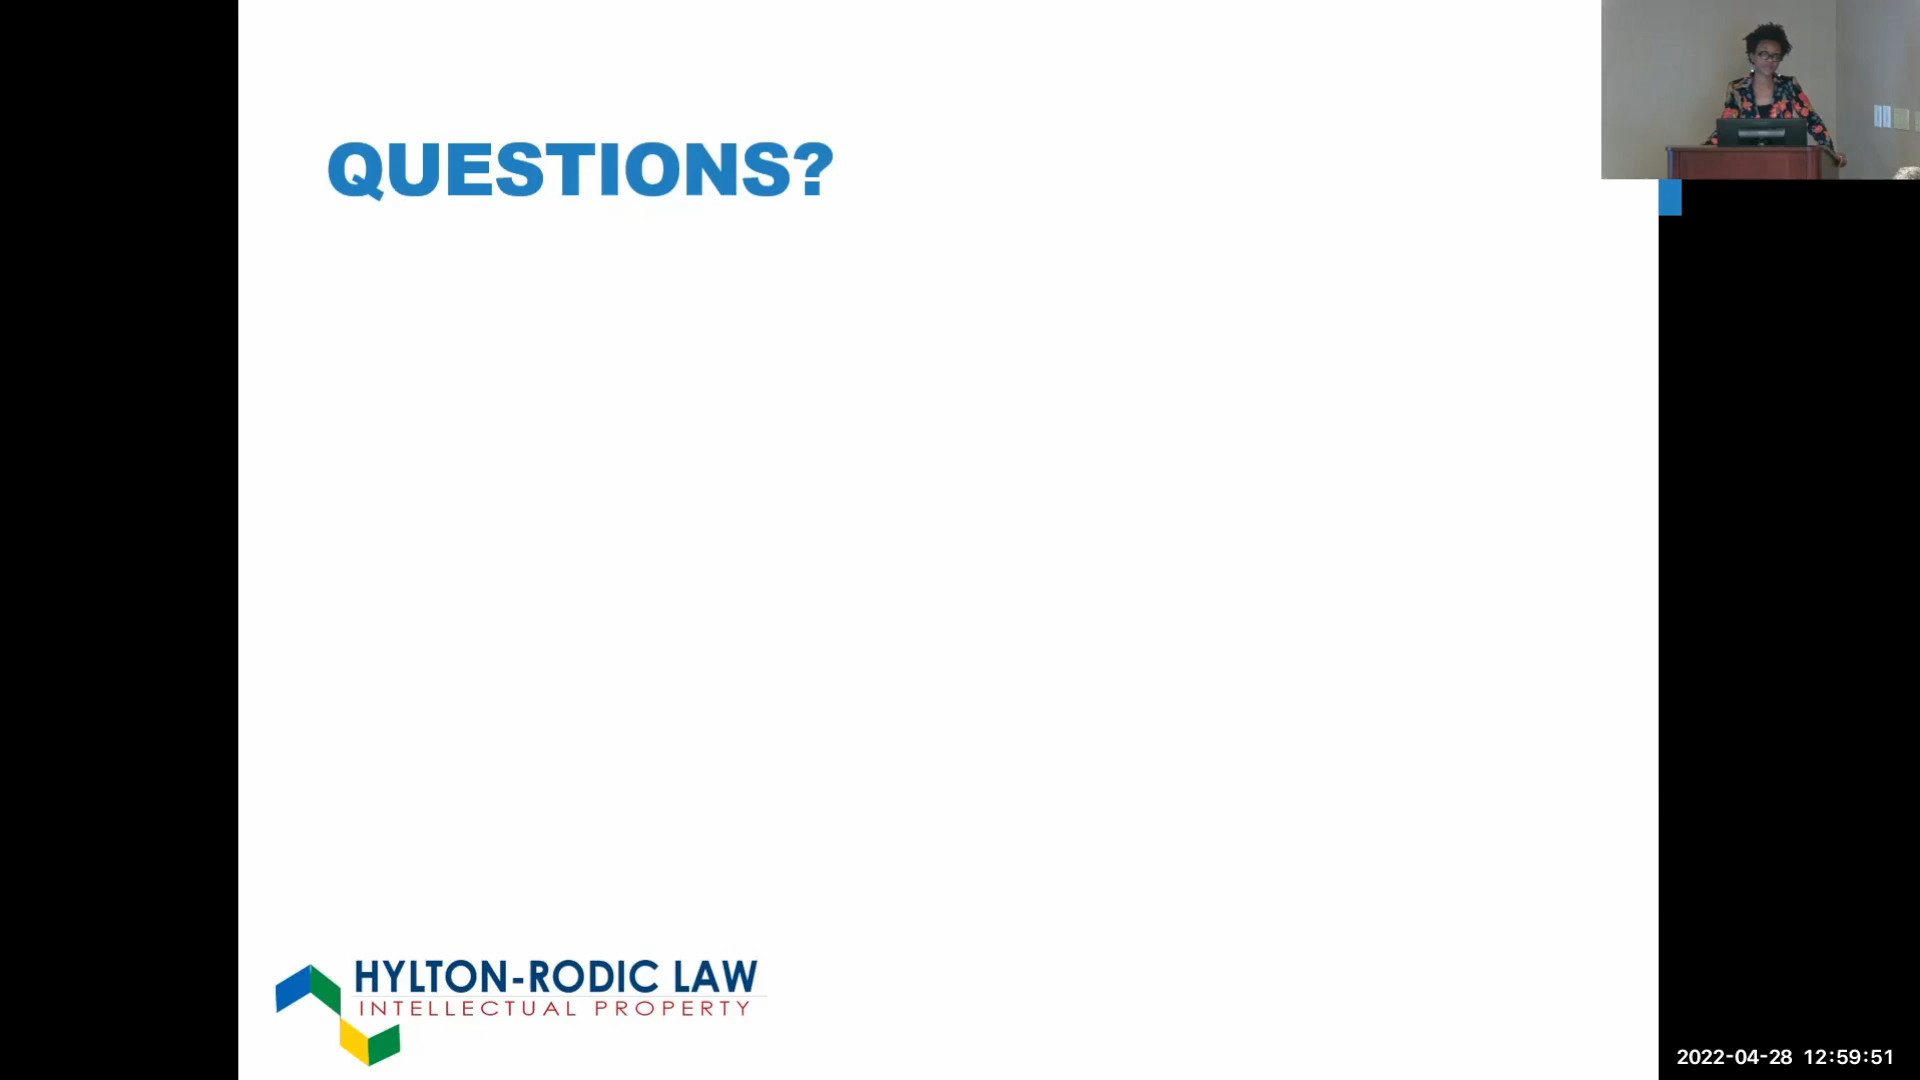 QUESTIONS?
HYLTON-RODIC LAW
INTELLECTUAL PROPERTY
2022-04-28 12:59:51